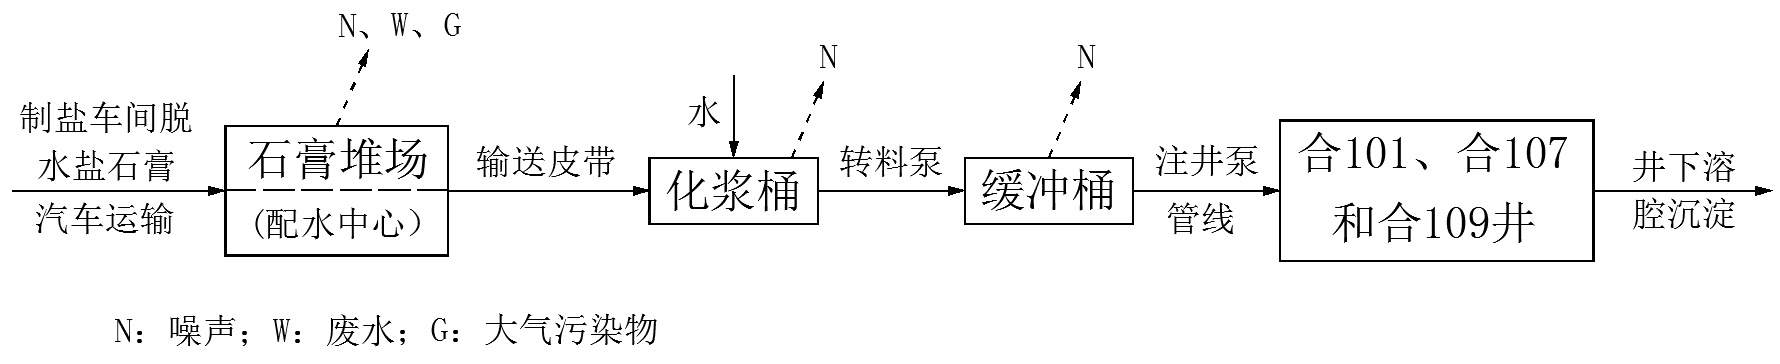 N、W、G
N
N
制盐车间脱
水盐石膏
汽车运输
石膏堆场
(配水中心)
输送皮带
水
化浆桶
转料泵
缓冲桶
注井泵
管线
合101、合107
和合109井
井下溶
腔沉淀
N：噪声；W：废水；G：大气污染物